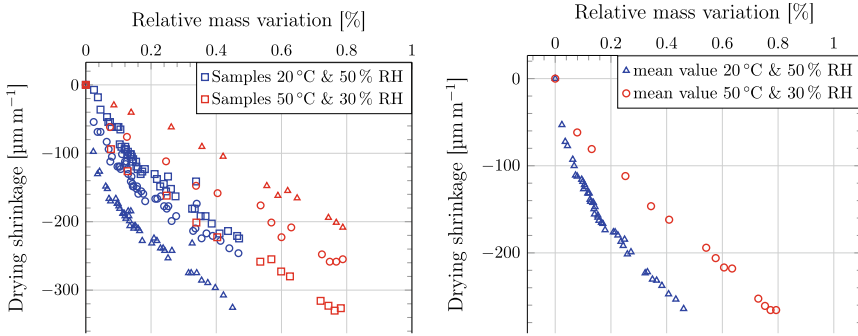 Relative mass variation [%]
0 0.2 0.4 0.6 0.8 1
Drying shrinkage [µm m⁻¹]
0
−100
−200
−300
Samples 20 °C & 50 % RH
Samples 50 °C & 30 % RH
Relative mass variation [%]
0 0.2 0.4 0.6 0.8 1
Drying shrinkage [µm m⁻¹]
0
−100
−200
mean value 20 °C & 50 % RH
mean value 50 °C & 30 % RH